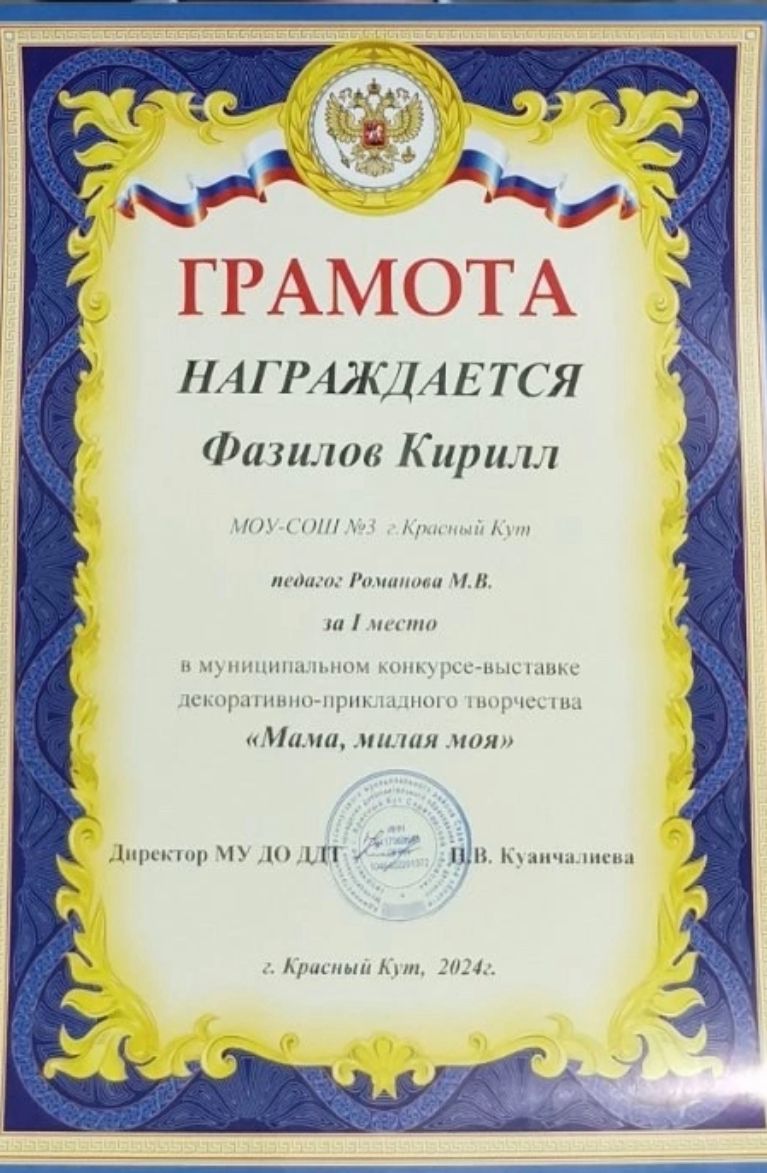 ГРАМОТА
НАГРАЖДАЕТСЯ
Фазилов Кирилл
МОУ-СОШ №3 г.Красный Кут
педагог Романова М.В.
за I место
в муниципальном конкурсе-выставке
декоративно-прикладного творчества
«Мама, милая моя»
Директор МУ ДО ДДТ В. Куанчалиева
ИНН
г. Красный Кут, 2024г.